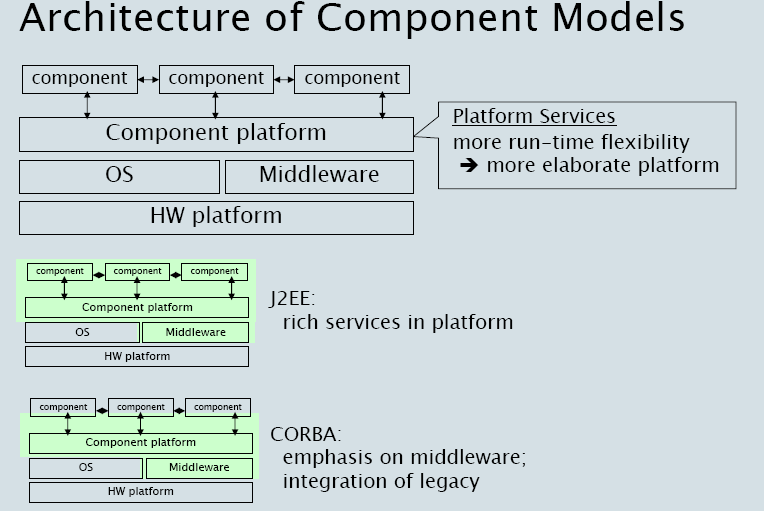 Architecture of Component Models
component component component
Component platform
Platform Services
more run-time flexibility
➔ more elaborate platform
OS Middleware
HW platform
component component component
Component platform
OS Middleware
HW platform
J2EE:
rich services in platform
component component component
Component platform
OS Middleware
HW platform
CORBA:
emphasis on middleware;
integration of legacy